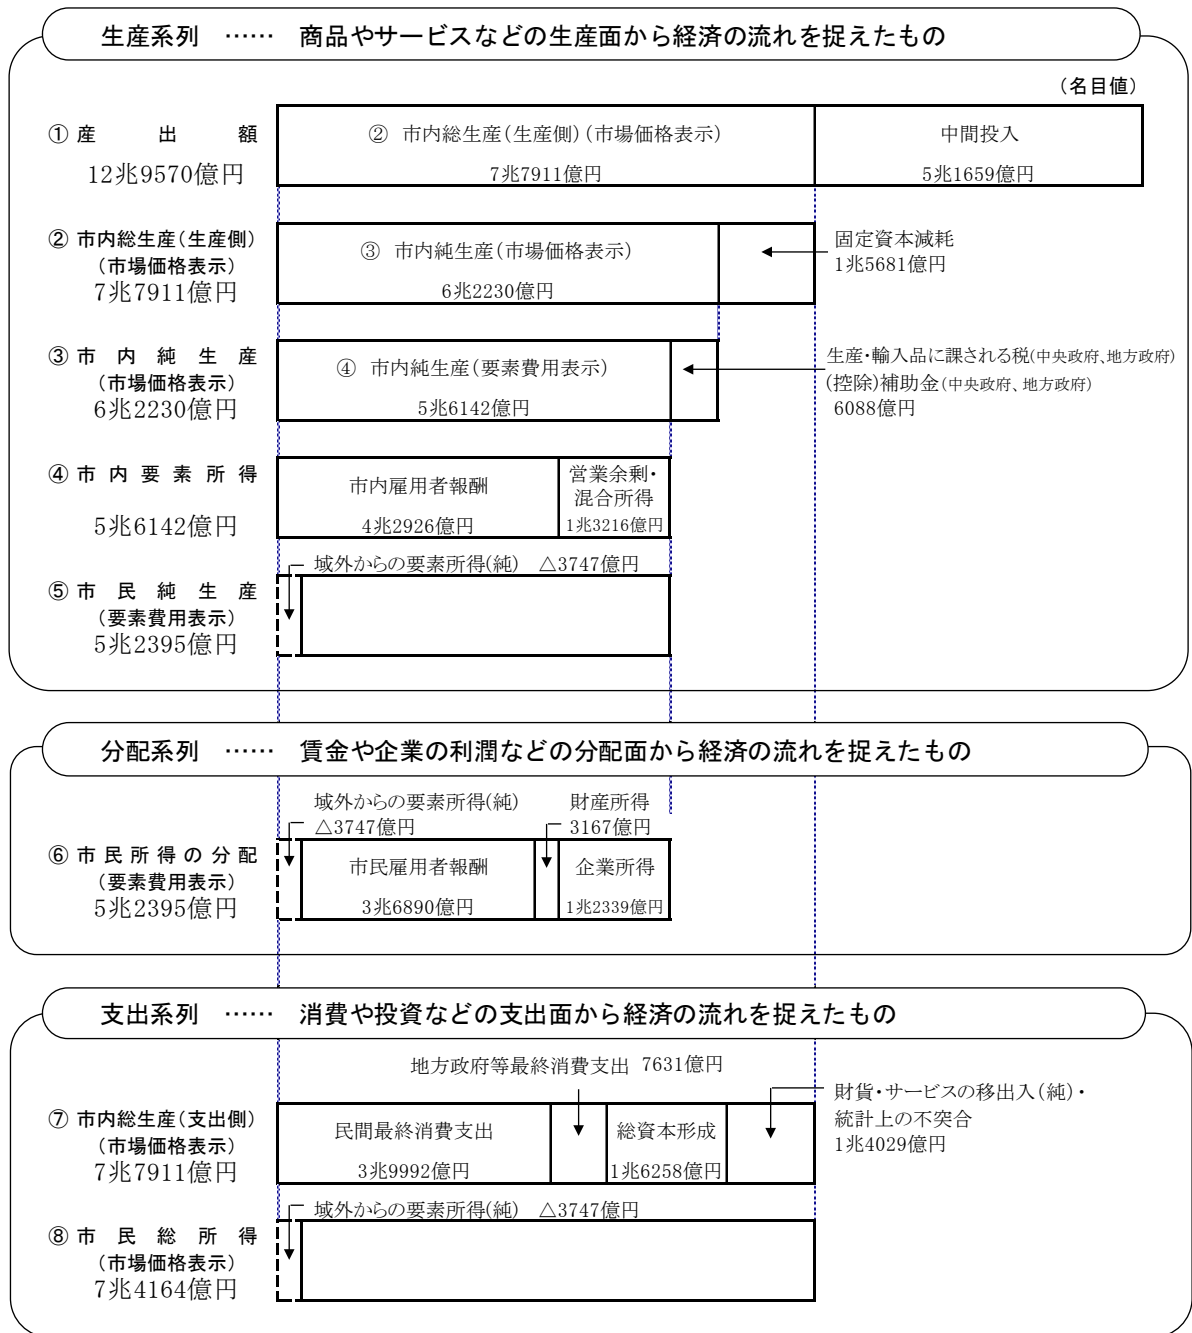 生産系列 …… 商品やサービスなどの生産面から経済の流れを捉えたもの
(名目値)
① 産出額
12兆9570億円
② 市内総生産(生産側)(市場価格表示)
7兆7911億円
中間投入
5兆1659億円
② 市内総生産(生産側)
(市場価格表示)
7兆7911億円
③ 市内純生産(市場価格表示)
6兆2230億円
固定資本減耗
1兆5681億円
③ 市内純生産
(市場価格表示)
6兆2230億円
④ 市内純生産(要素費用表示)
5兆6142億円
生産・輸入品に課される税(中央政府、地方政府)
(控除)補助金(中央政府、地方政府)
6088億円
④ 市内要素所得
5兆6142億円
市内雇用者報酬
4兆2926億円
営業余剰・
混合所得
1兆3216億円
域外からの要素所得(純) △3747億円
⑤ 市民純生産
(要素費用表示)
5兆2395億円
分配系列 …… 賃金や企業の利潤などの分配面から経済の流れを捉えたもの
域外からの要素所得(純)
△3747億円
財産所得
3167億円
⑥ 市民所得の分配
(要素費用表示)
5兆2395億円
市民雇用者報酬
3兆6890億円
企業所得
1兆2339億円
支出系列 …… 消費や投資などの支出面から経済の流れを捉えたもの
地方政府等最終消費支出 7631億円
財貨・サービスの移出入(純)・
統計上の不突合
1兆4029億円
⑦ 市内総生産(支出側)
(市場価格表示)
7兆7911億円
民間最終消費支出
3兆9992億円
総資本形成
1兆6258億円
域外からの要素所得(純) △3747億円
⑧ 市民総所得
(市場価格表示)
7兆4164億円